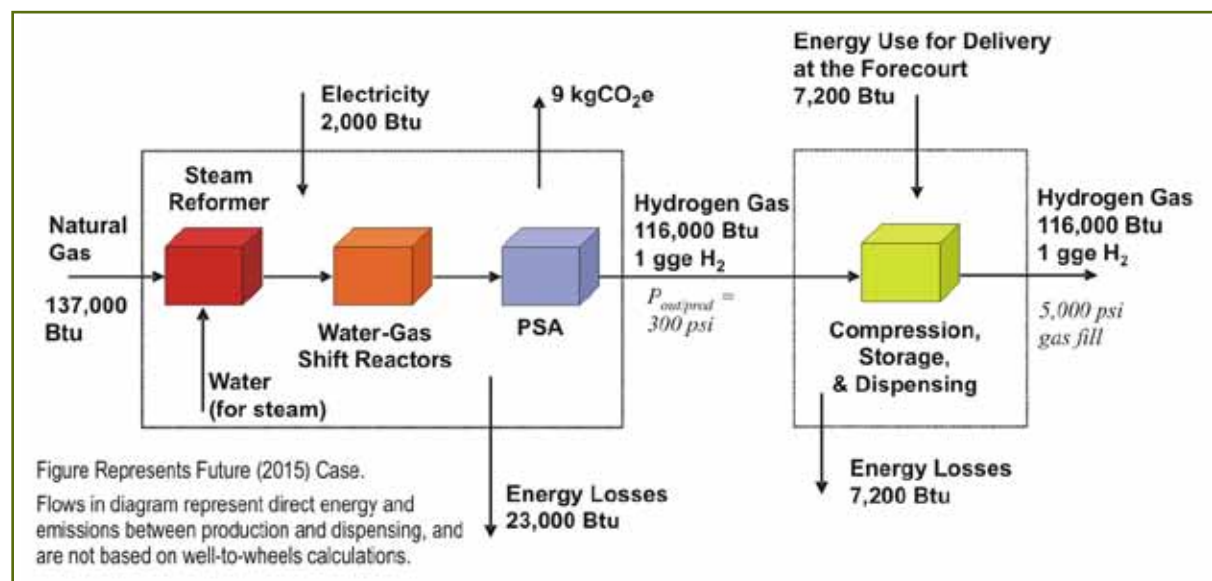 Energy Use for Delivery
at the Forecourt
7,200 Btu
Electricity
2,000 Btu
9 kgCO₂e
Steam
Reformer
Natural
Gas
137,000
Btu
Water
(for steam)
Water-Gas
Shift Reactors
PSA
Hydrogen Gas
116,000 Btu
1 gge H₂
P out/prod =
300 psi
Compression,
Storage,
& Dispensing
Hydrogen Gas
116,000 Btu
1 gge H₂
5,000 psi
gas fill
Energy Losses
23,000 Btu
Energy Losses
7,200 Btu
Figure Represents Future (2015) Case.
Flows in diagram represent direct energy and
emissions between production and dispensing, and
are not based on well-to-wheels calculations.